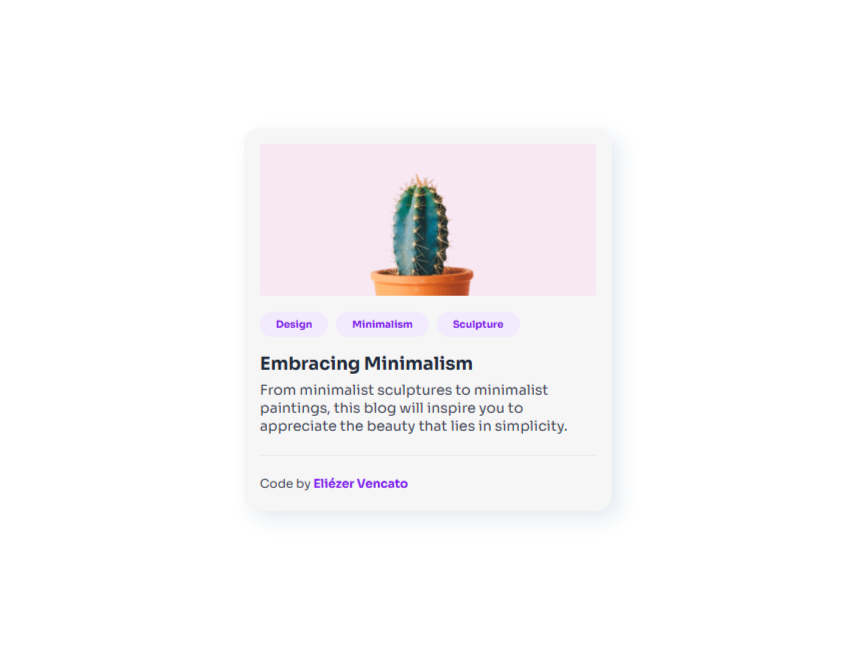 Design Minimalism Sculpture
Embracing Minimalism
From minimalist sculptures to minimalist
paintings, this blog will inspire you to
appreciate the beauty that lies in simplicity.
Code by Eliézer Vencato